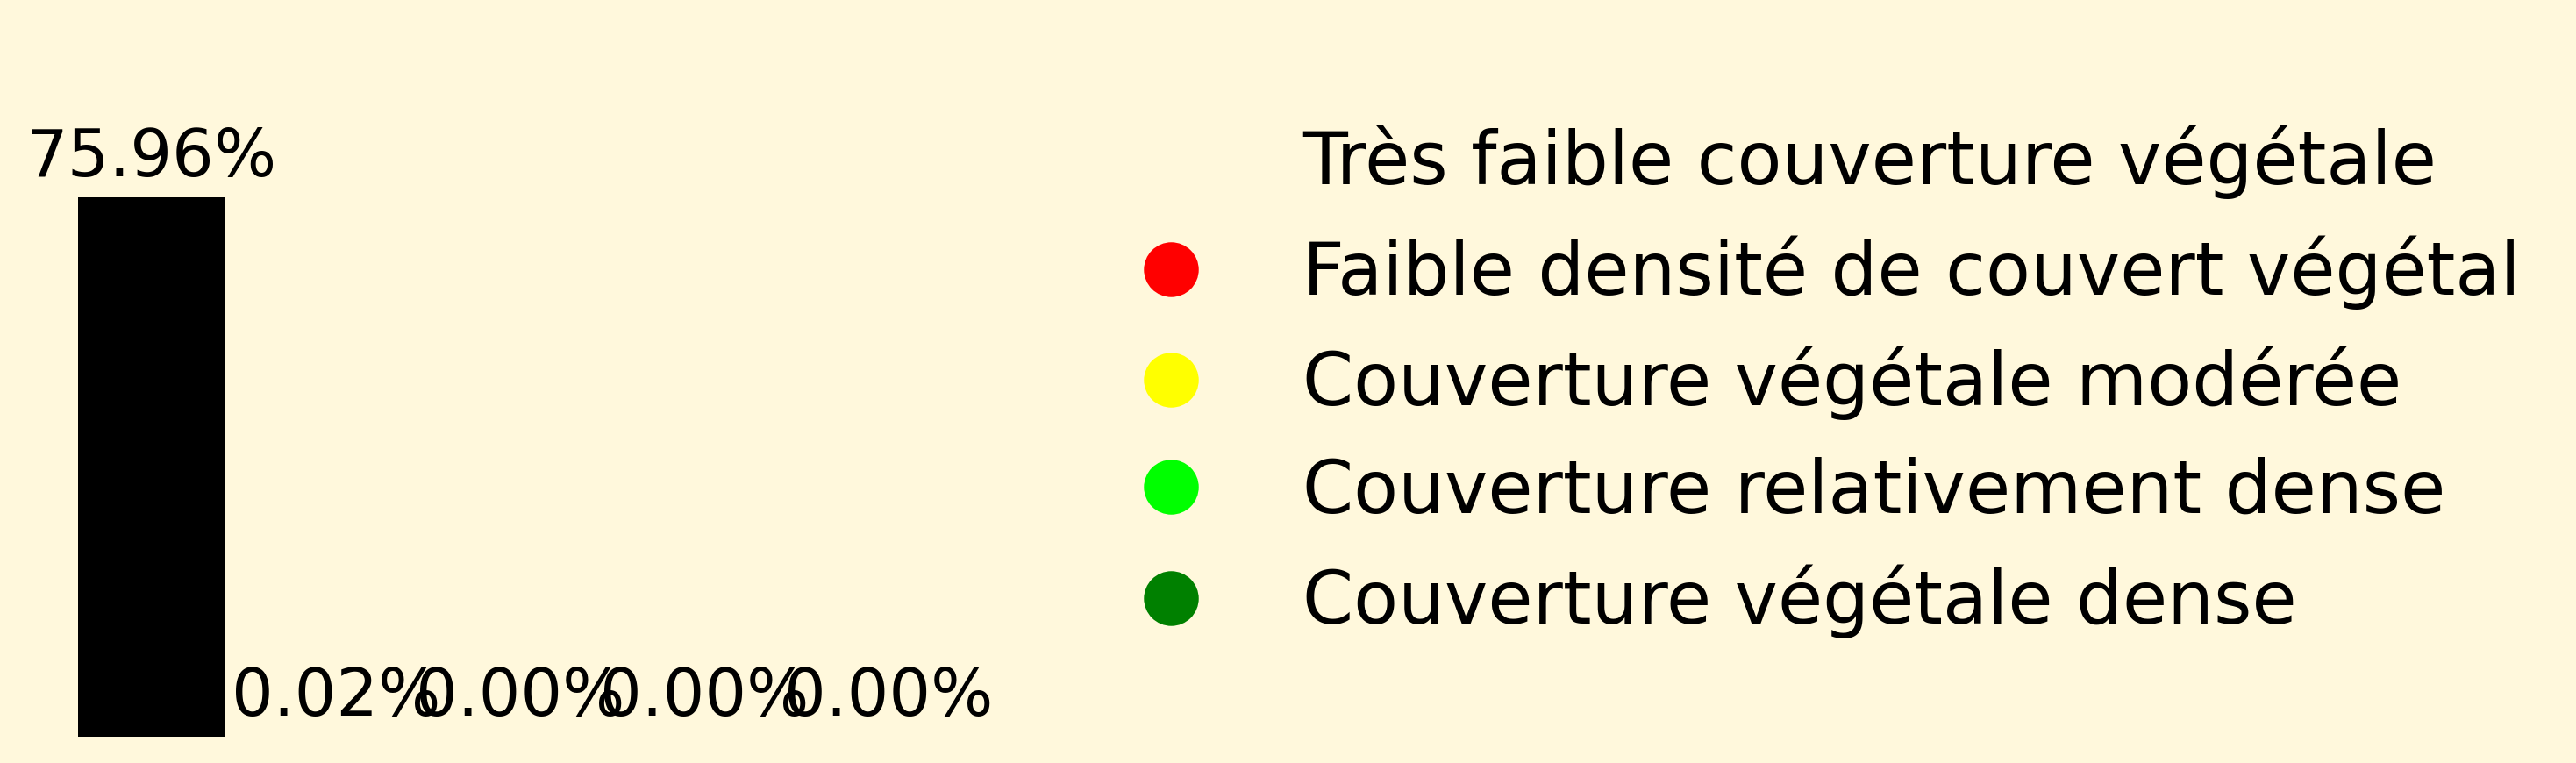 75.96%
0.02% 0.00% 0.00% 0.00%
Très faible couverture végétale
Faible densité de couvert végétal
Couverture végétale modérée
Couverture relativement dense
Couverture végétale dense